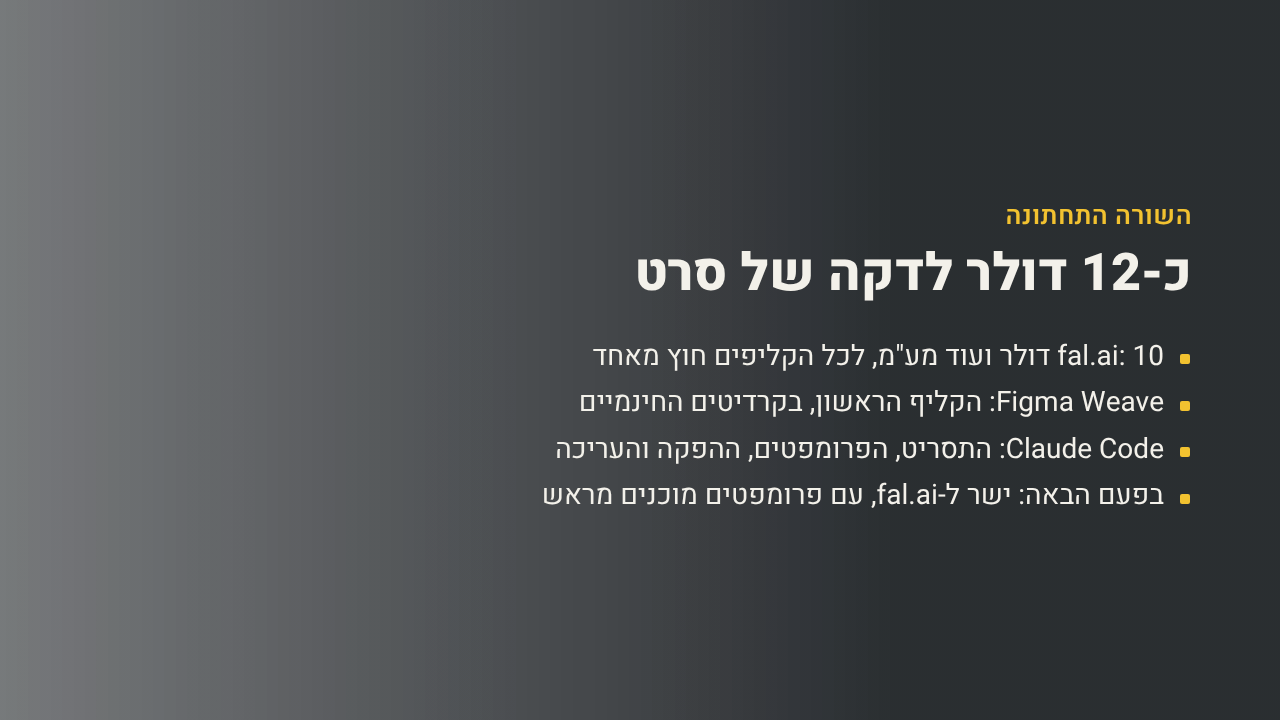 השורה התחתונה
כ-12 דולר לדקה של סרט
fal.ai: 10 דולר ועוד מע"מ, לכל הקליפים חוץ מאחד
Figma Weave: הקליף הראשון, בקרדיטים החינמיים
Claude Code: התסריט, הפרומפטים, ההפקה והעריכה
בפעם הבאה: ישר ל-fal.ai, עם פרומפטים מוכנים מראש